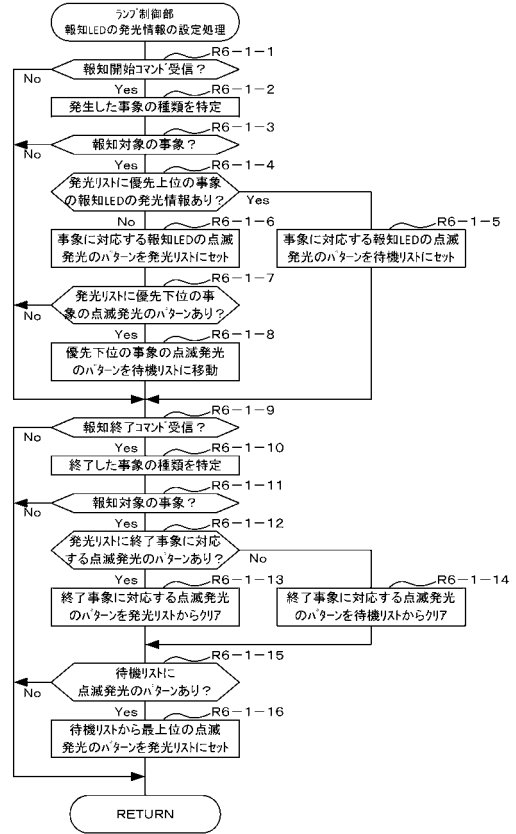 ランプ制御部
報知LEDの発光情報の設定処理
R6－1－1
報知開始コマンド受信？
No
Yes
R6－1－2
発生した事象の種類を特定
R6－1－3
報知対象の事象？
No
Yes
R6－1－4
発光リストに優先上位の事象
の報知LEDの発光情報あり？
Yes
No
R6－1－6
R6－1－5
事象に対応する報知LEDの点滅
発光のパターンを発光リストにセット
事象に対応する報知LEDの点滅
発光のパターンを待機リストにセット
R6－1－7
発光リストに優先下位の事
象の点滅発光のパターンあり？
No
Yes
R6－1－8
優先下位の事象の点滅発光
のパターンを待機リストに移動
R6－1－9
報知終了コマンド受信？
No
Yes
R6－1－10
終了した事象の種類を特定
R6－1－11
報知対象の事象？
No
Yes
R6－1－12
発光リストに終了事象に対応
する点滅発光のパターンあり？
No
Yes
R6－1－13
R6－1－14
終了事象に対応する点滅発光
のパターンを発光リストからクリア
終了事象に対応する点滅発光
のパターンを待機リストからクリア
R6－1－15
待機リストに
点滅発光のパターンあり？
No
Yes
R6－1－16
待機リストから最上位の点滅
発光のパターンを発光リストにセット
RETURN